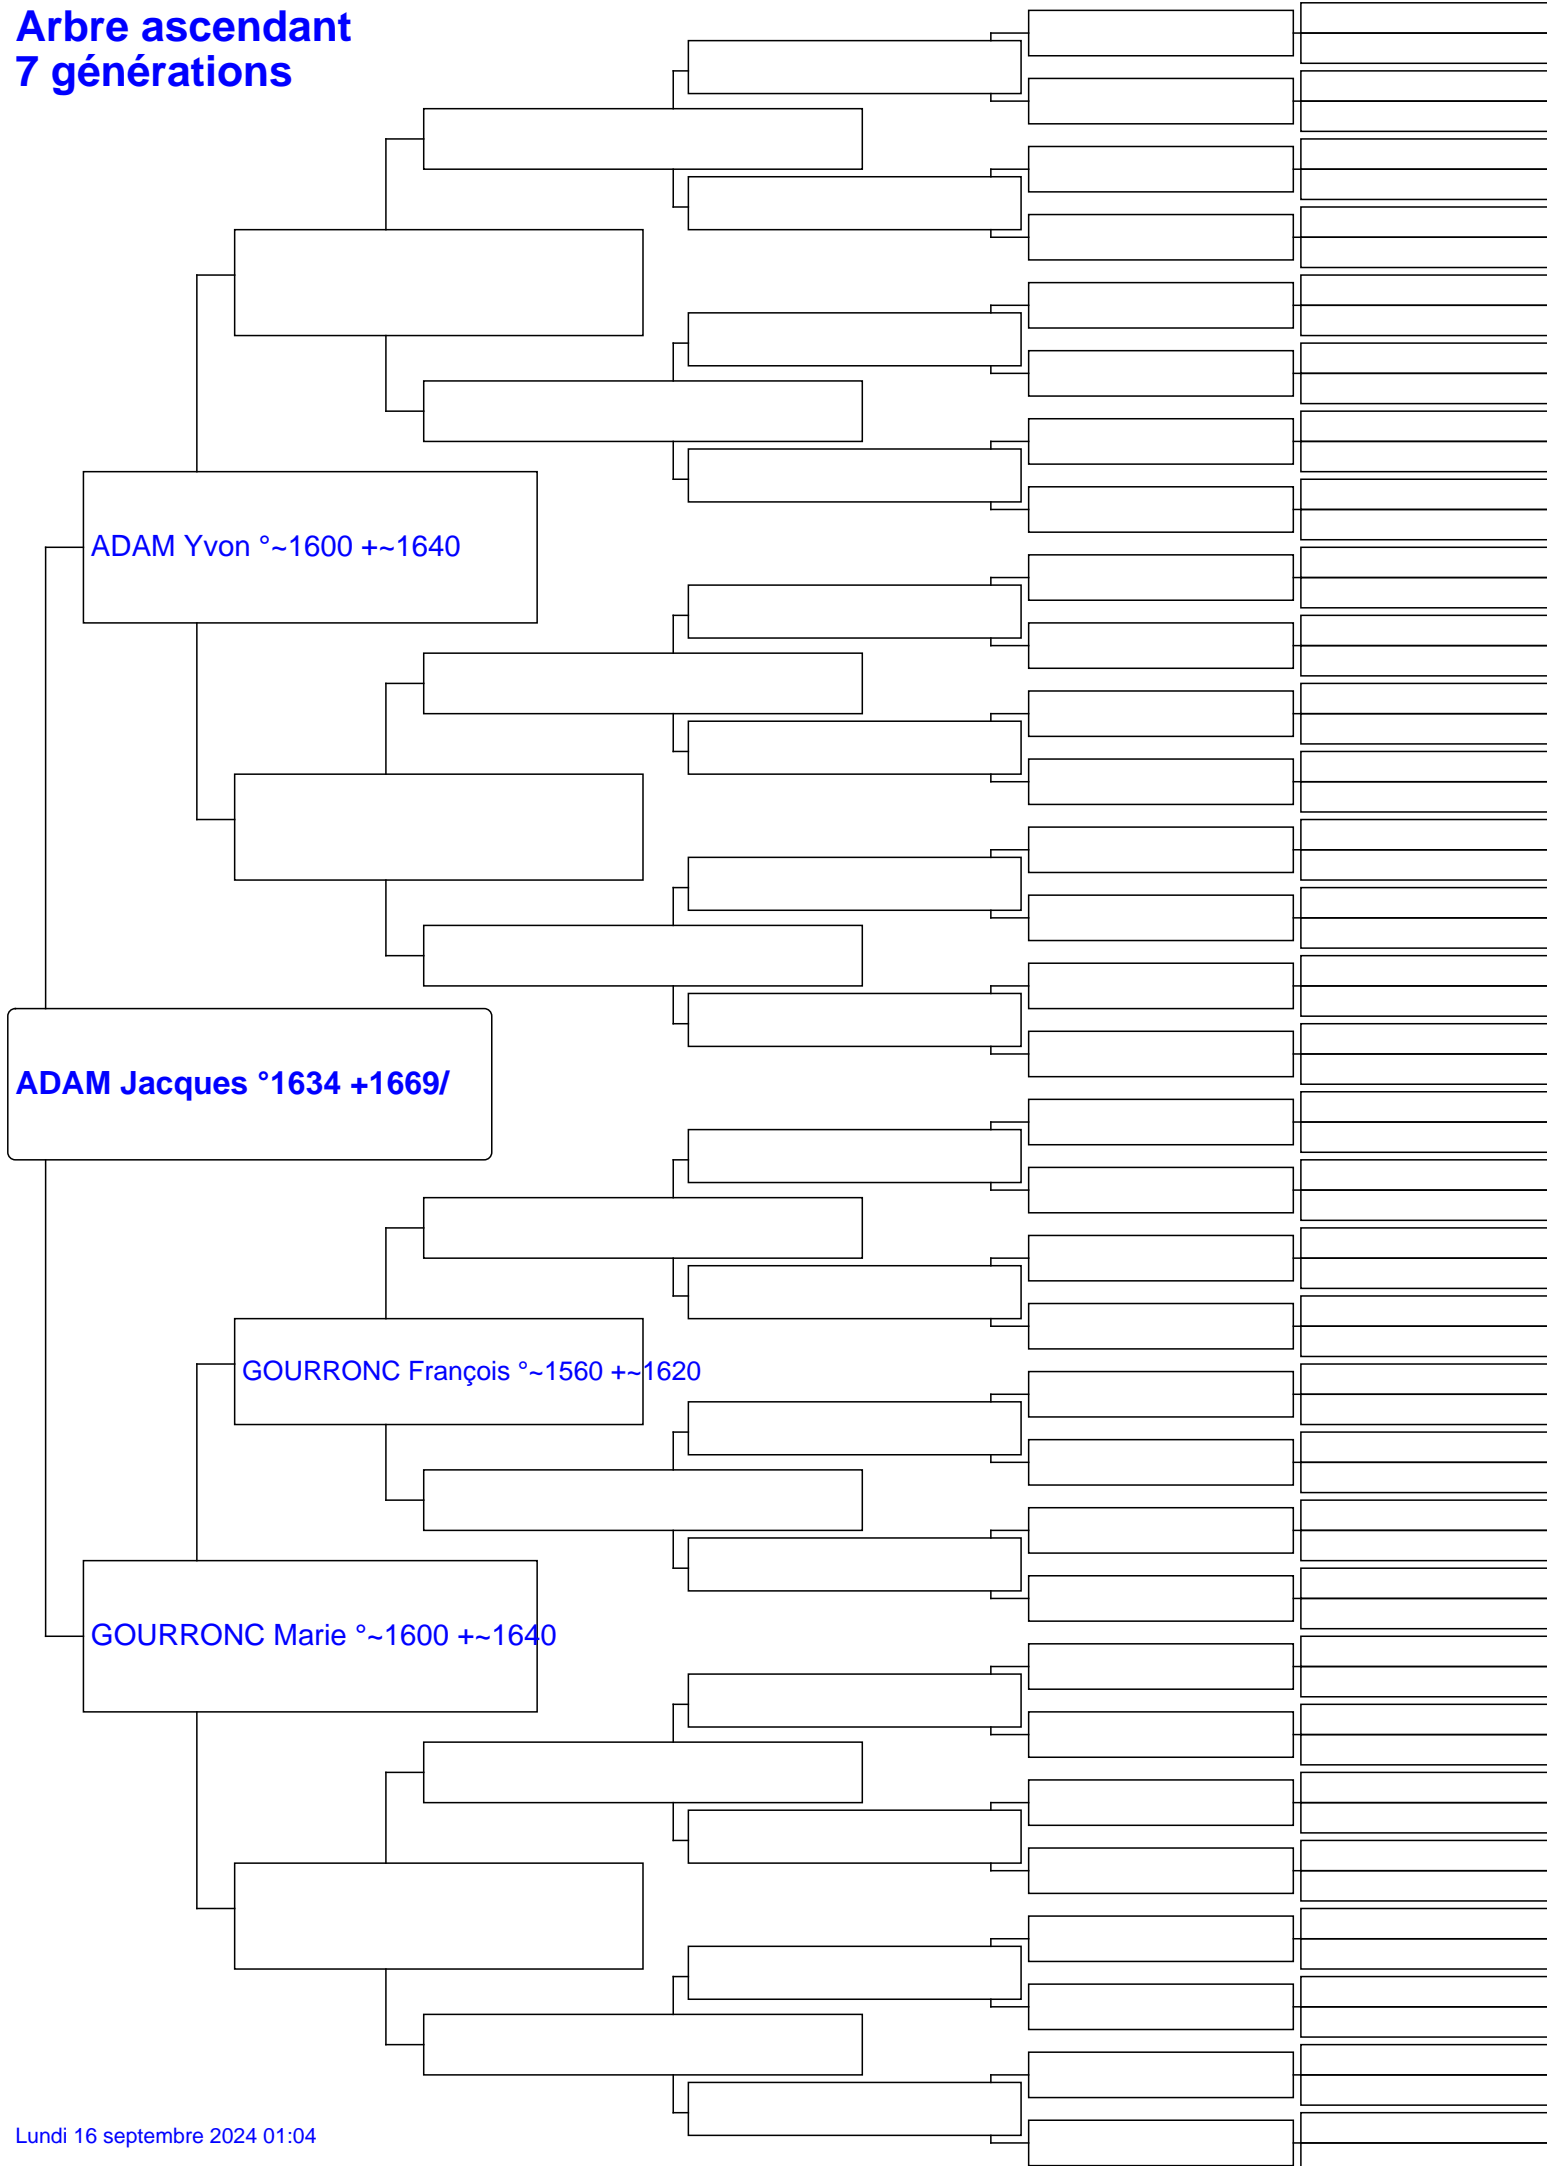 Arbre ascendant
7 générations
ADAM Yvon °~1600 +~1640
ADAM Jacques °1634 +1669/
GOURRONC François °~1560 +~1620
GOURRONC Marie °~1600 +~1640
Lundi 16 septembre 2024 01:04